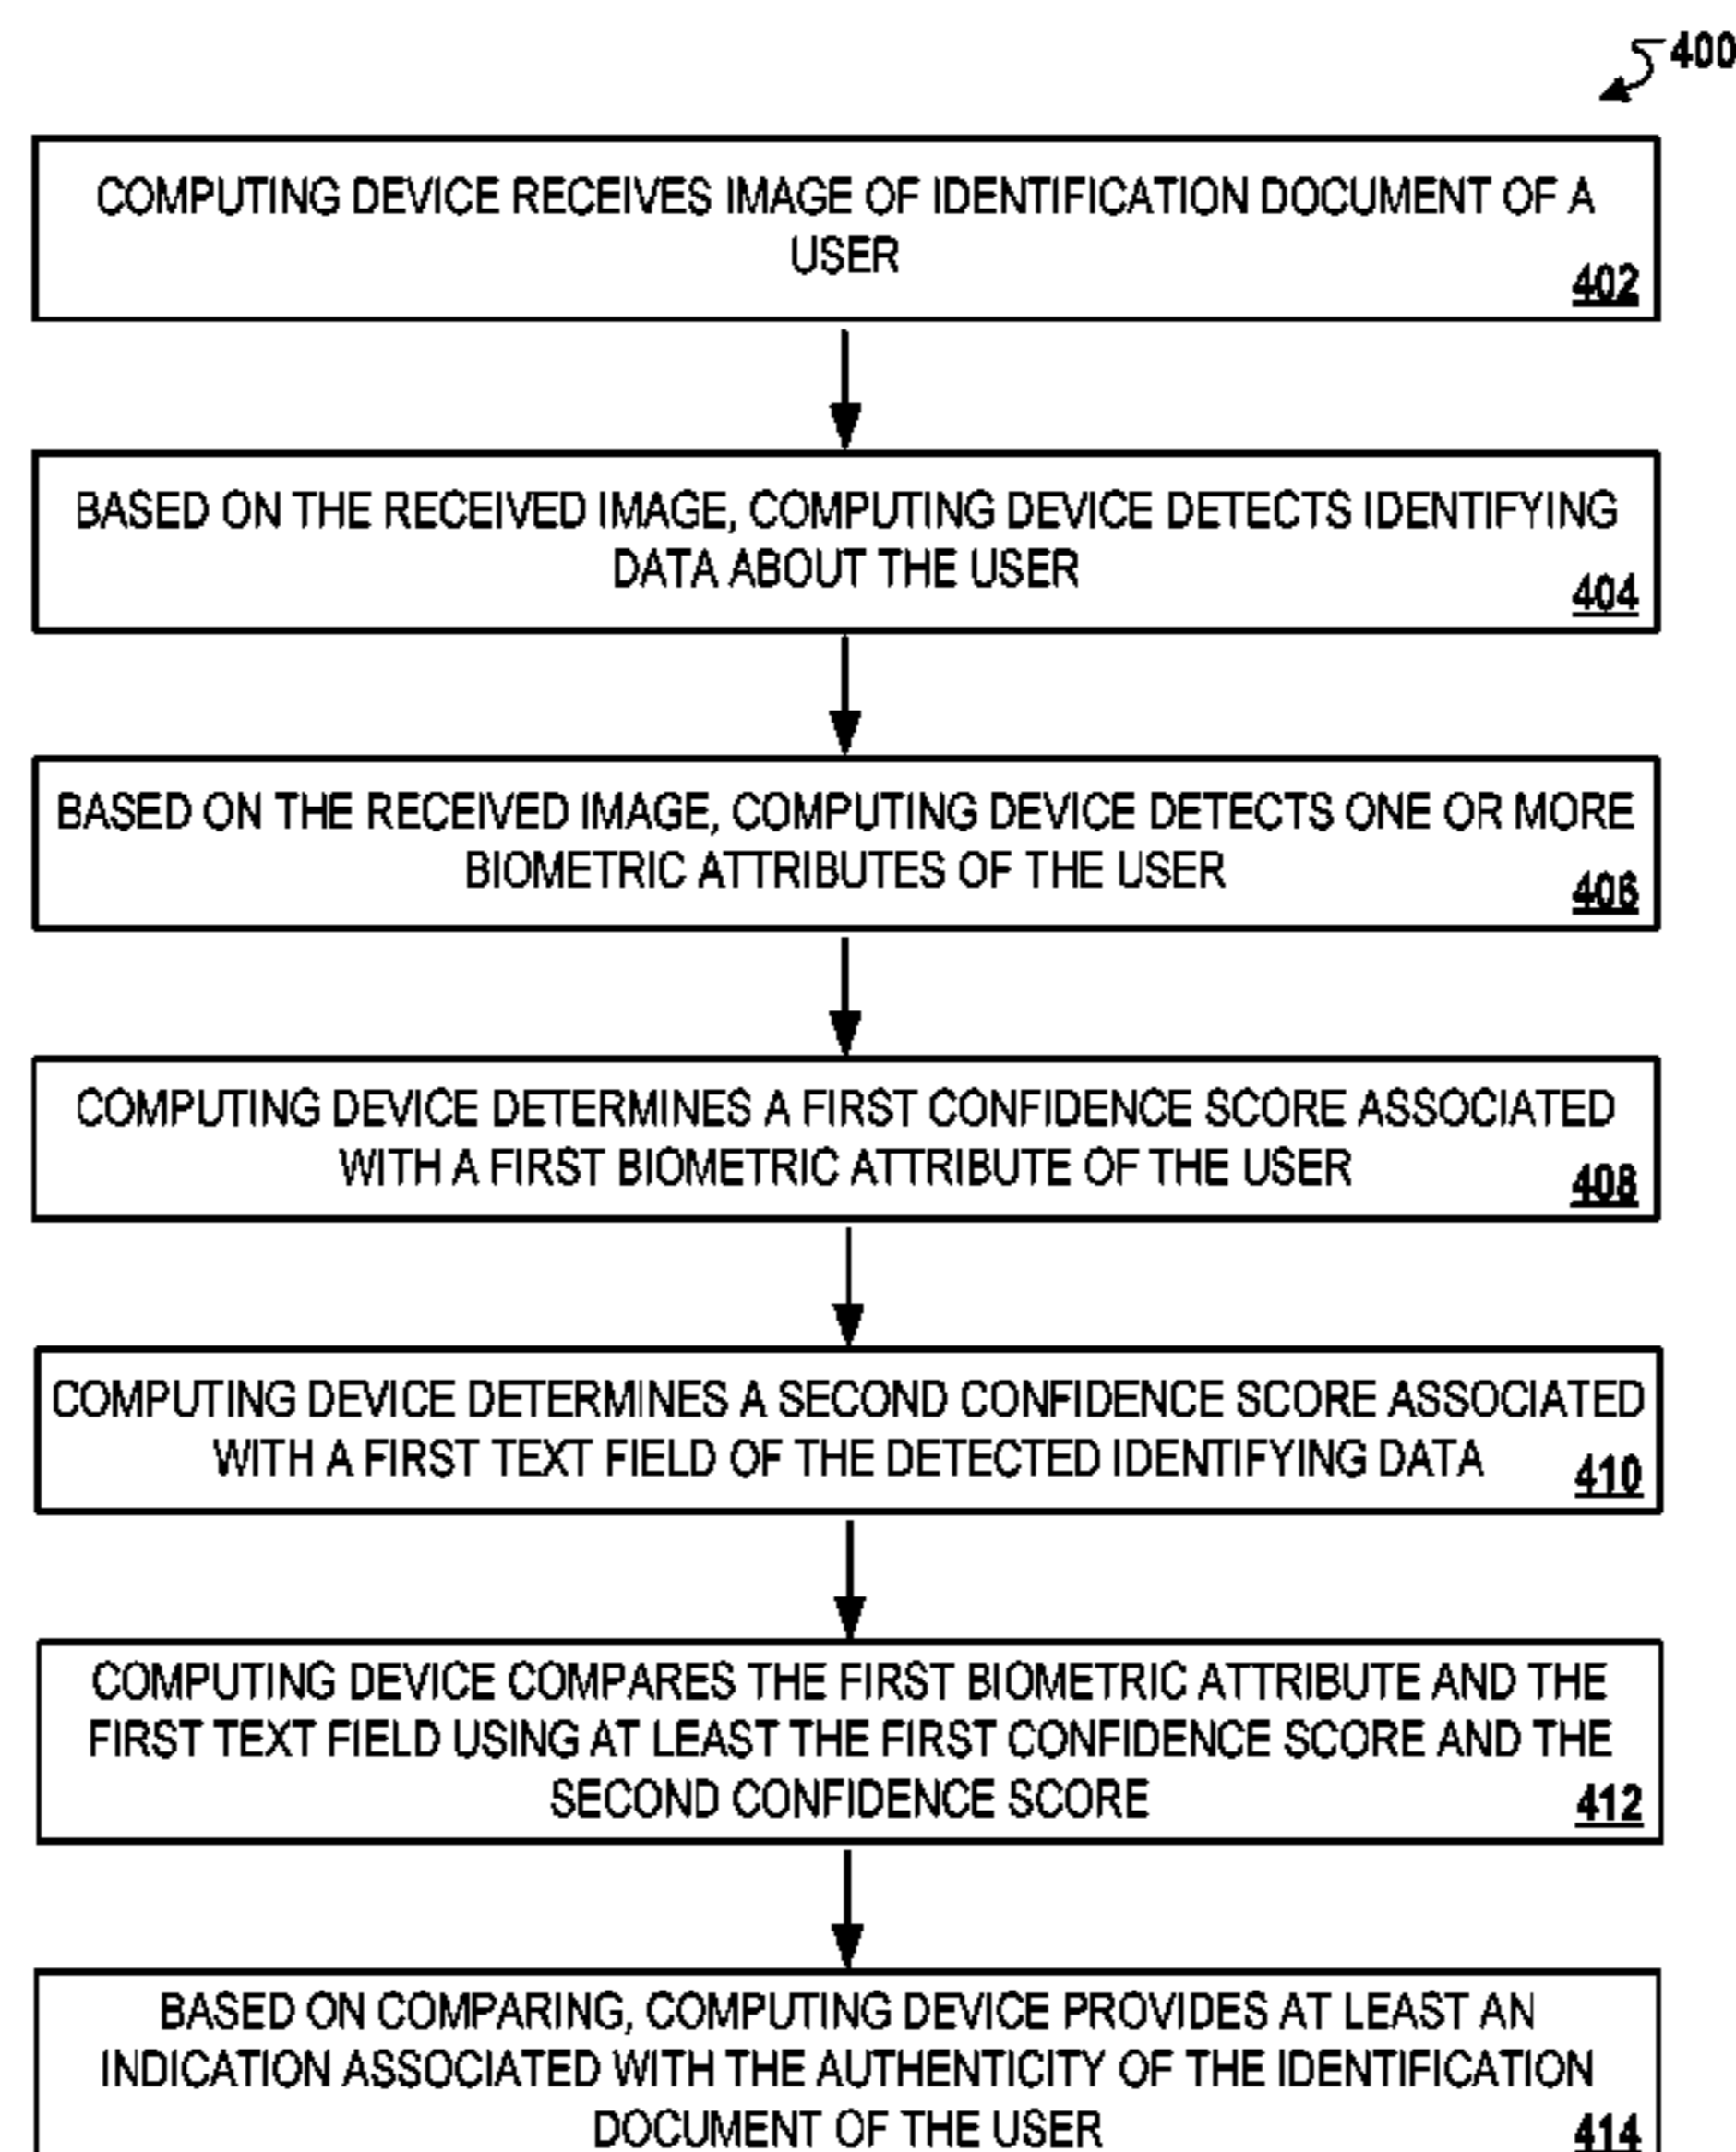 400
COMPUTING DEVICE RECEIVES IMAGE OF IDENTIFICATION DOCUMENT OF A
USER
402
BASED ON THE RECEIVED IMAGE, COMPUTING DEVICE DETECTS IDENTIFYING
DATA ABOUT THE USER
404
BASED ON THE RECEIVED IMAGE, COMPUTING DEVICE DETECTS ONE OR MORE
BIOMETRIC ATTRIBUTES OF THE USER
406
COMPUTING DEVICE DETERMINES A FIRST CONFIDENCE SCORE ASSOCIATED
WITH A FIRST BIOMETRIC ATTRIBUTE OF THE USER
408
COMPUTING DEVICE DETERMINES A SECOND CONFIDENCE SCORE ASSOCIATED
WITH A FIRST TEXT FIELD OF THE DETECTED IDENTIFYING DATA
410
COMPUTING DEVICE COMPARES THE FIRST BIOMETRIC ATTRIBUTE AND THE
FIRST TEXT FIELD USING AT LEAST THE FIRST CONFIDENCE SCORE AND THE
SECOND CONFIDENCE SCORE
412
BASED ON COMPARING, COMPUTING DEVICE PROVIDES AT LEAST AN
INDICATION ASSOCIATED WITH THE AUTHENTICITY OF THE IDENTIFICATION
DOCUMENT OF THE USER
414